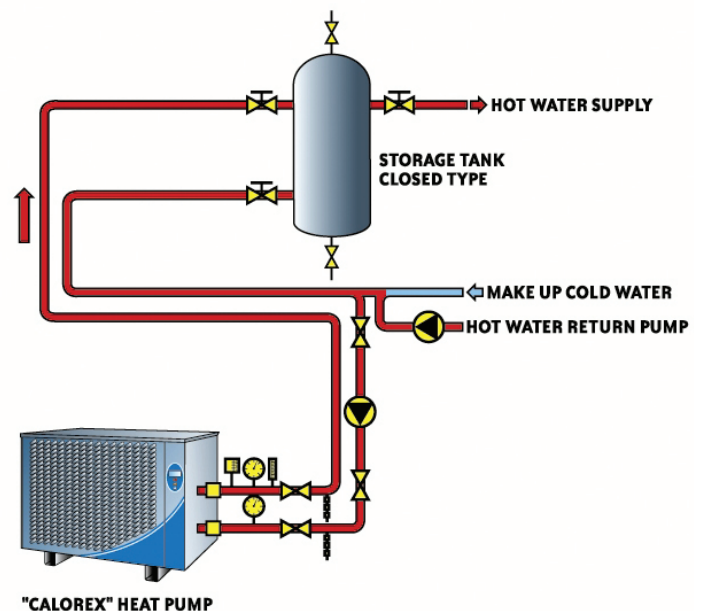 HOT WATER SUPPLY
STORAGE TANK
CLOSED TYPE
MAKE UP COLD WATER
HOT WATER RETURN PUMP
"CALOREX" HEAT PUMP